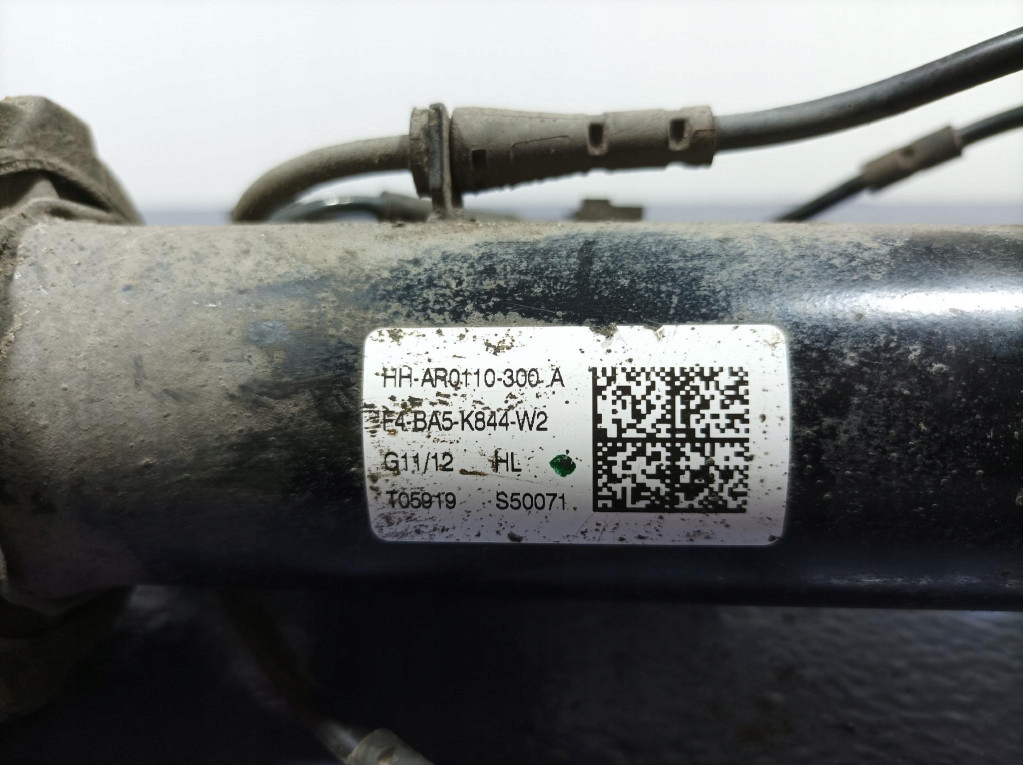 HH-AR0110-300-A
F4-BA5-K844-W2
G11/12 HL
T05919 S50071